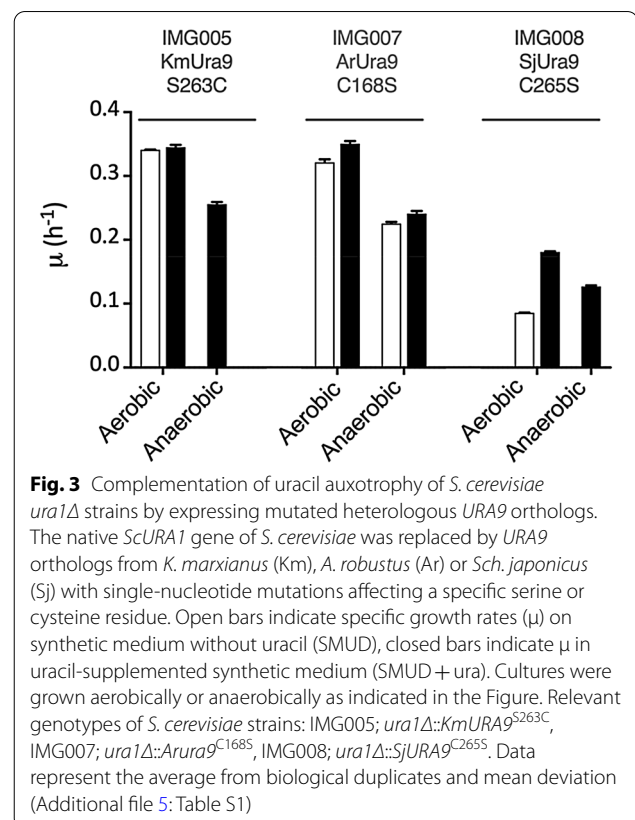 IMG005 IMG007 IMG008
KmUra9 ArUra9 SjUra9
S263C C168S C265S
0.4
0.3
0.2
0.1
0.0
μ (h-1)
Aerobic Anaerobic Aerobic Anaerobic Aerobic Anaerobic
Fig. 3 Complementation of uracil auxotrophy of S. cerevisiae
ura1Δ strains by expressing mutated heterologous URA9 orthologs.
The native ScURA1 gene of S. cerevisiae was replaced by URA9
orthologs from K. marxianus (Km), A. robustus (Ar) or Sch. japonicus
(Sj) with single-nucleotide mutations affecting a specific serine or
cysteine residue. Open bars indicate specific growth rates (μ) on
synthetic medium without uracil (SMUD), closed bars indicate μ in
uracil-supplemented synthetic medium (SMUD + ura). Cultures were
grown aerobically or anaerobically as indicated in the Figure. Relevant
genotypes of S. cerevisiae strains: IMG005; ura1Δ::KmURA9S263C,
IMG007; ura1Δ::Arura9C168S, IMG008; ura1Δ::SjURA9C265S. Data
represent the average from biological duplicates and mean deviation
(Additional file 5: Table S1)